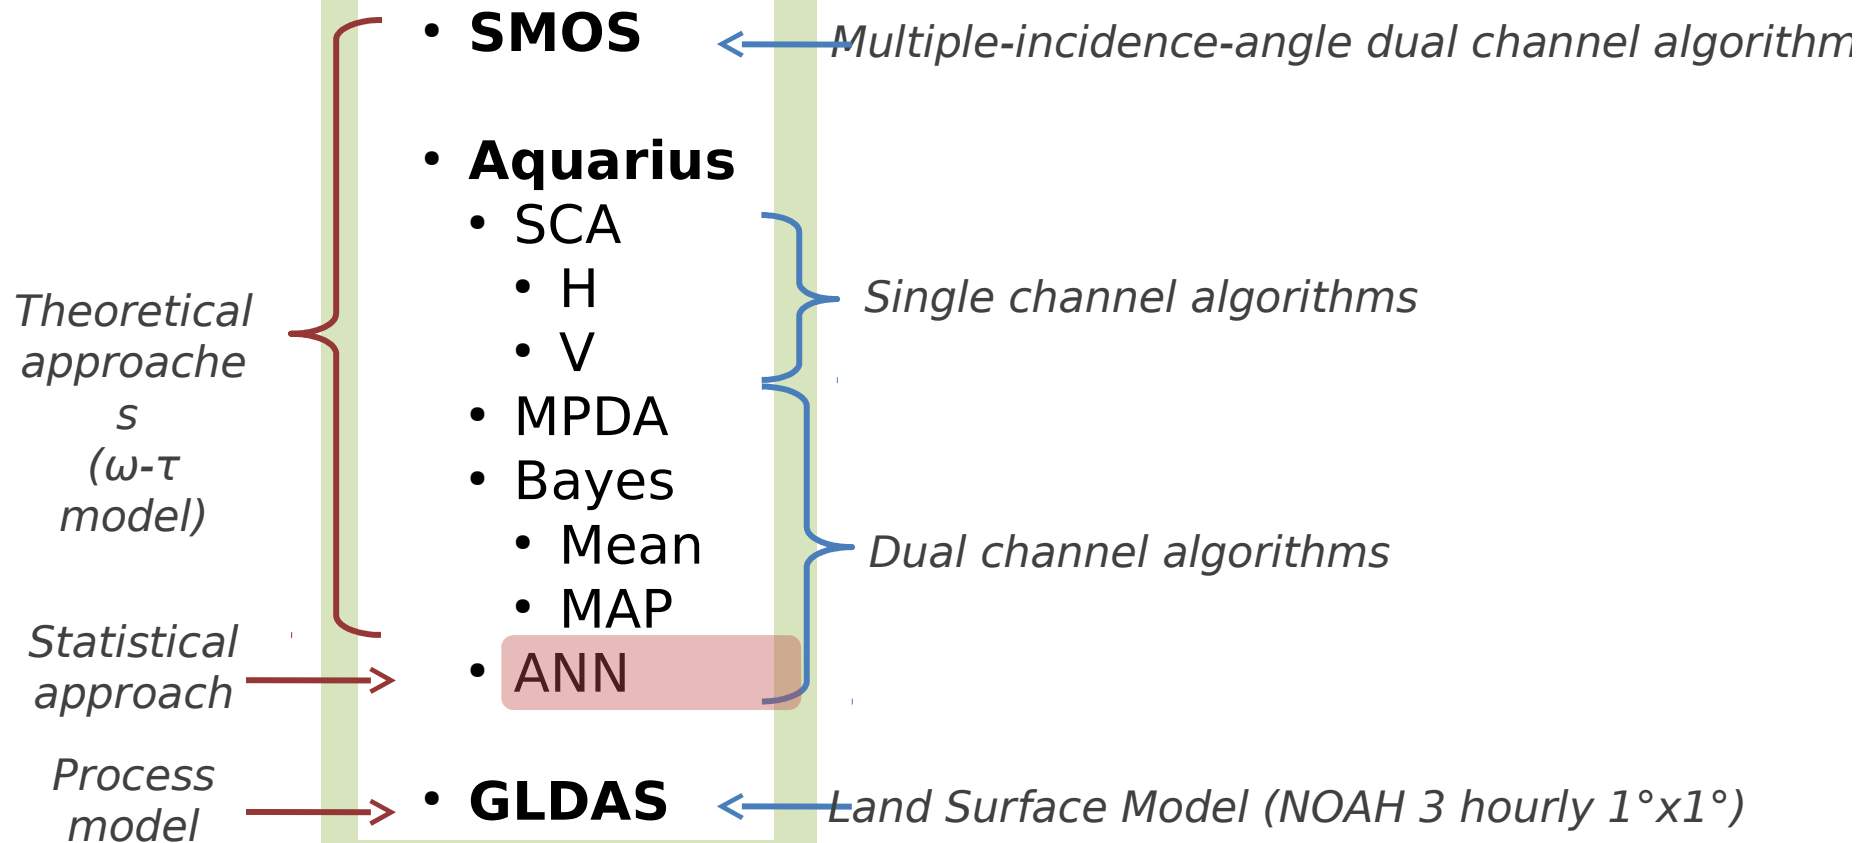 • SMOS
Multiple-incidence-angle dual channel algorithm
• Aquarius
• SCA
• H
• V
Single channel algorithms
Theoretical
approache
s
(ω-τ
model)
• MPDA
• Bayes
• Mean
• MAP
Dual channel algorithms
Statistical
approach
• ANN
Process
model
• GLDAS
Land Surface Model (NOAH 3 hourly 1°x1°)